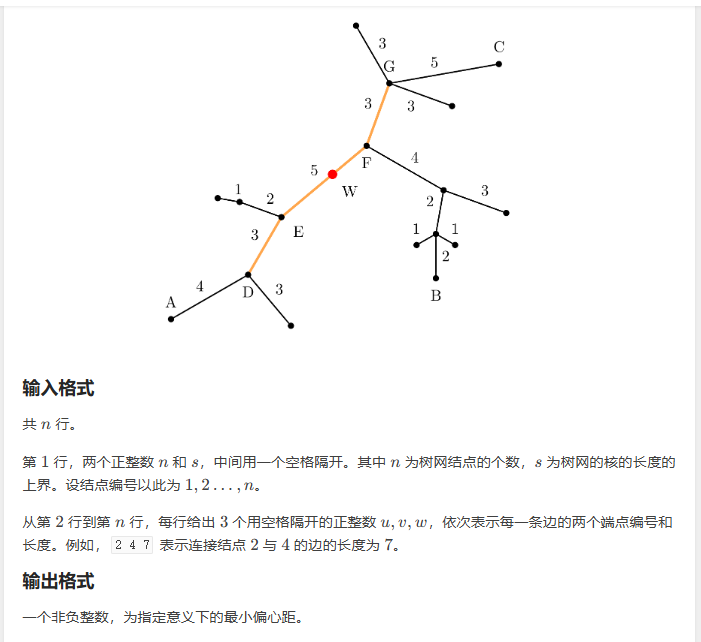 3
G
5
C
3
3
F
4
5
W
1
2
E
3
2
3
1
1
2
B
4
A
D
3
输入格式
共 n 行。
第 1 行，两个正整数 n 和 s，中间用一个空格隔开。其中 n 为树网结点的个数，s 为树网的核的长度的
上界。设结点编号以此为 1, 2 . . . , n。
从第 2 行到第 n 行，每行给出 3 个用空格隔开的正整数 u, v, w，依次表示每一条边的两个端点编号和
长度。例如， 2 4 7 表示连接结点 2 与 4 的边的长度为 7。
输出格式
一个非负整数，为指定意义下的最小偏心距。